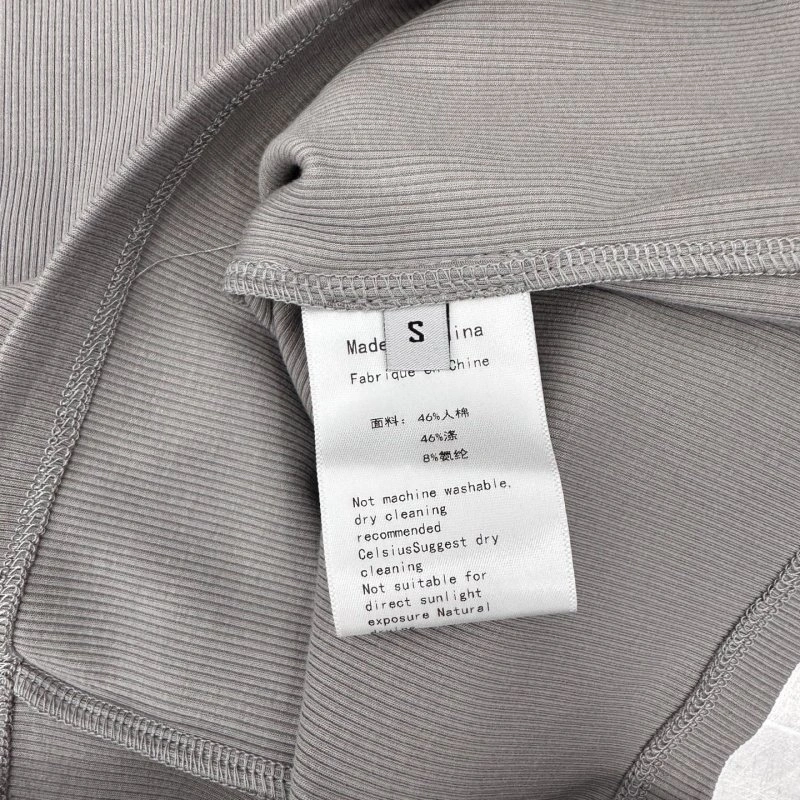 S
Made ina
Fabrique en Chine
面料: 46%人棉
46%涤
8%氨纶
Not machine washable,
dry cleaning
recommended
CelsiusSuggest dry
cleaning
Not suitable for
direct sunlight
exposure Natural